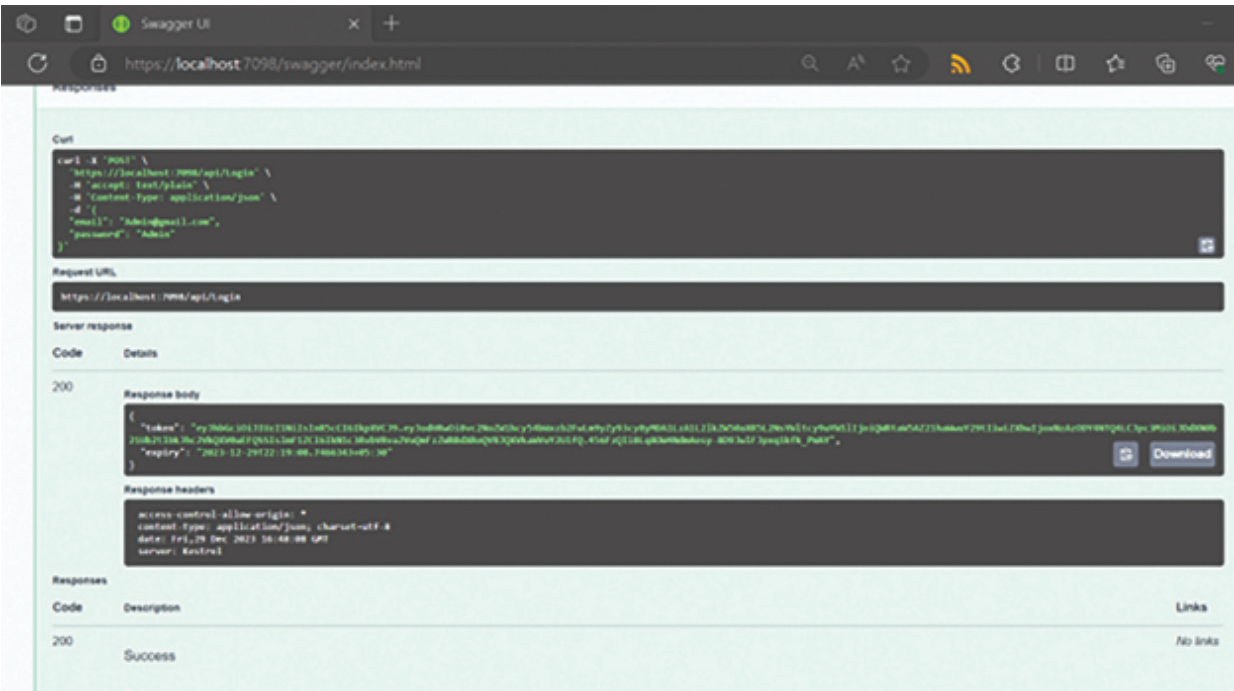 Swagger UI
https://localhost:7098/swagger/index.html
Responses
Curl
curl -X 'POST' \
'https://localhost:7098/api/Login' \
-H 'accept: text/plain' \
-H 'Content-Type: application/json' \
-d '{
"email": "Admin@gmail.com",
"password": "Admin"
}'
Request URL
https://localhost:7098/api/Login
Server response
Code Details
200
Response body
{
"token":
"expiry": "2023-12-29T22:19:08.7466343+05:30"
}
Download
Response headers
access-control-allow-origin: *
content-type: application/json; charset=utf-8
date: Fri,29 Dec 2023 16:48:08 GMT
server: Kestrel
Responses
Code Description Links
200 No links
Success